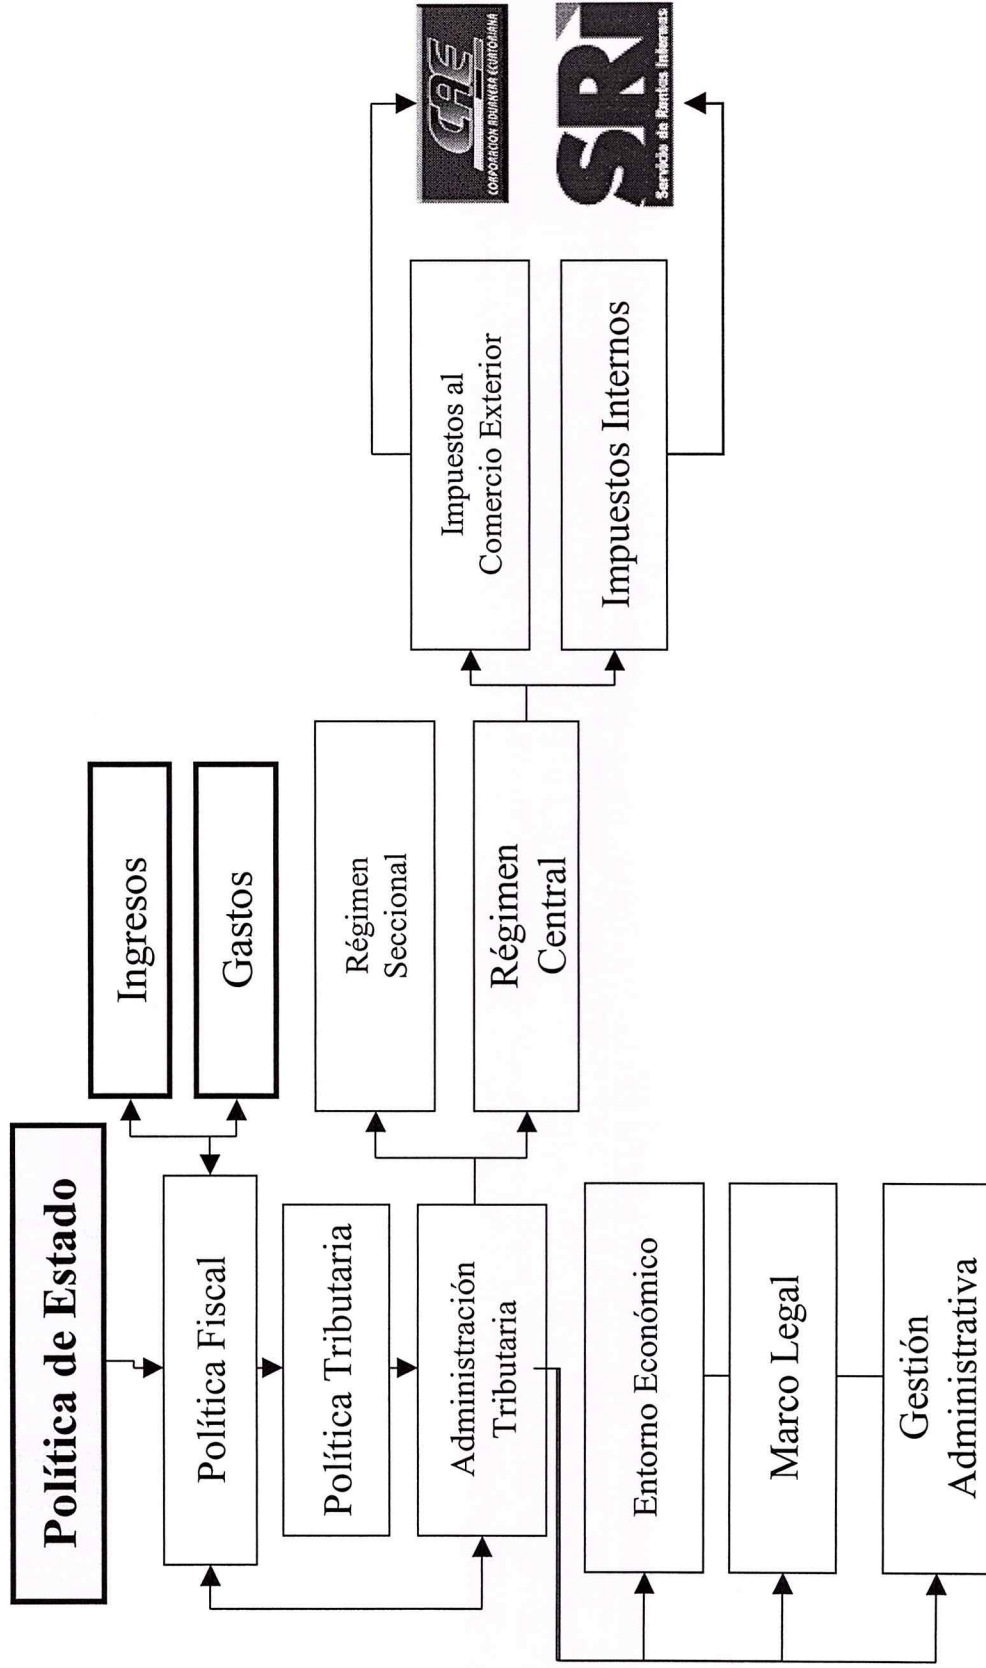 Política de Estado
Ingresos
Política Fiscal
Gastos
Política Tributaria
Régimen
Seccional
Administración
Tributaria
Régimen
Central
Impuestos al
Comercio Exterior
CAE
CORPORACION ADUANERA ECUATORIANA
Impuestos Internos
SRI
Servicio de Rentas Internas
Entorno Económico
Marco Legal
Gestión
Administrativa